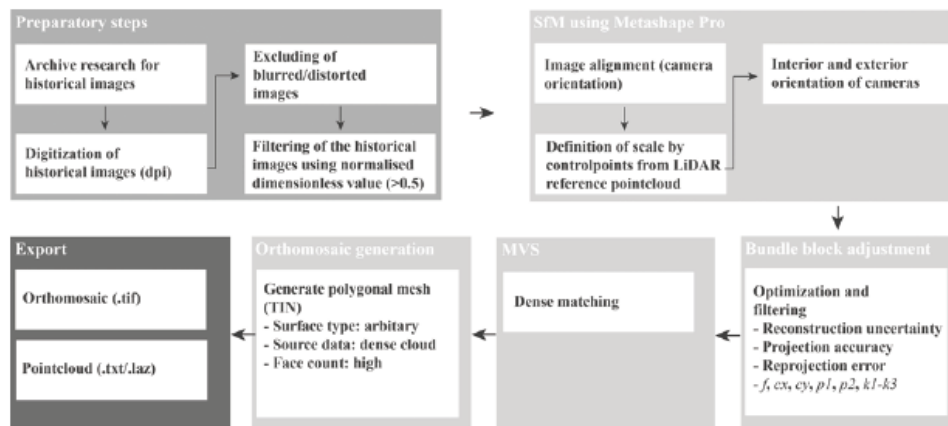 Preparatory steps
Archive research for
historical images
Digitization of
historical images (dpi)
Excluding of
blurred/distorted
images
Filtering of the historical
images using normalised
dimensionless value (>0.5)
SfM using Metashape Pro
Image alignment (camera
orientation)
Definition of scale by
controlpoints from LiDAR
reference pointcloud
Interior and exterior
orientation of cameras
Bundle block adjustment
Optimization and
filtering
- Reconstruction uncertainty
- Projection accuracy
- Reprojection error
- f, cx, cy, p1, p2, k1-k3
MVS
Dense matching
Orthomosaic generation
Generate polygonal mesh
(TIN)
- Surface type: arbitary
- Source data: dense cloud
- Face count: high
Export
Orthomosaic (.tif)
Pointcloud (.txt/.laz)